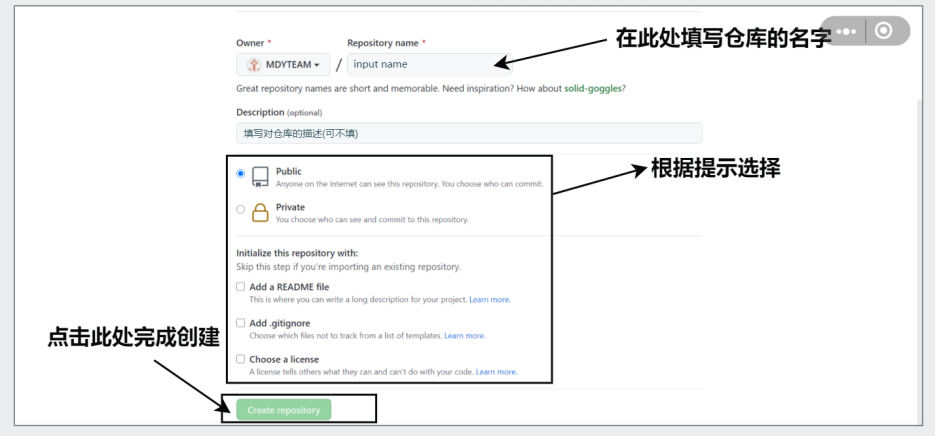 在此处填写仓库的名字
Owner *
Repository name *
MDYTEAM
/
input name
Great repository names are short and memorable. Need inspiration? How about solid-goggles?
Description (optional)
填写对仓库的描述(可不填)
根据提示选择
Public
Anyone on the internet can see this repository. You choose who can commit.
Private
You choose who can see and commit to this repository.
Initialize this repository with:
Skip this step if you're importing an existing repository.
Add a README file
This is where you can write a long description for your project. Learn more.
Add .gitignore
Choose which files not to track from a list of templates. Learn more.
点击此处完成创建
Choose a license
A license tells others what they can and can't do with your code. Learn more.
Create repository